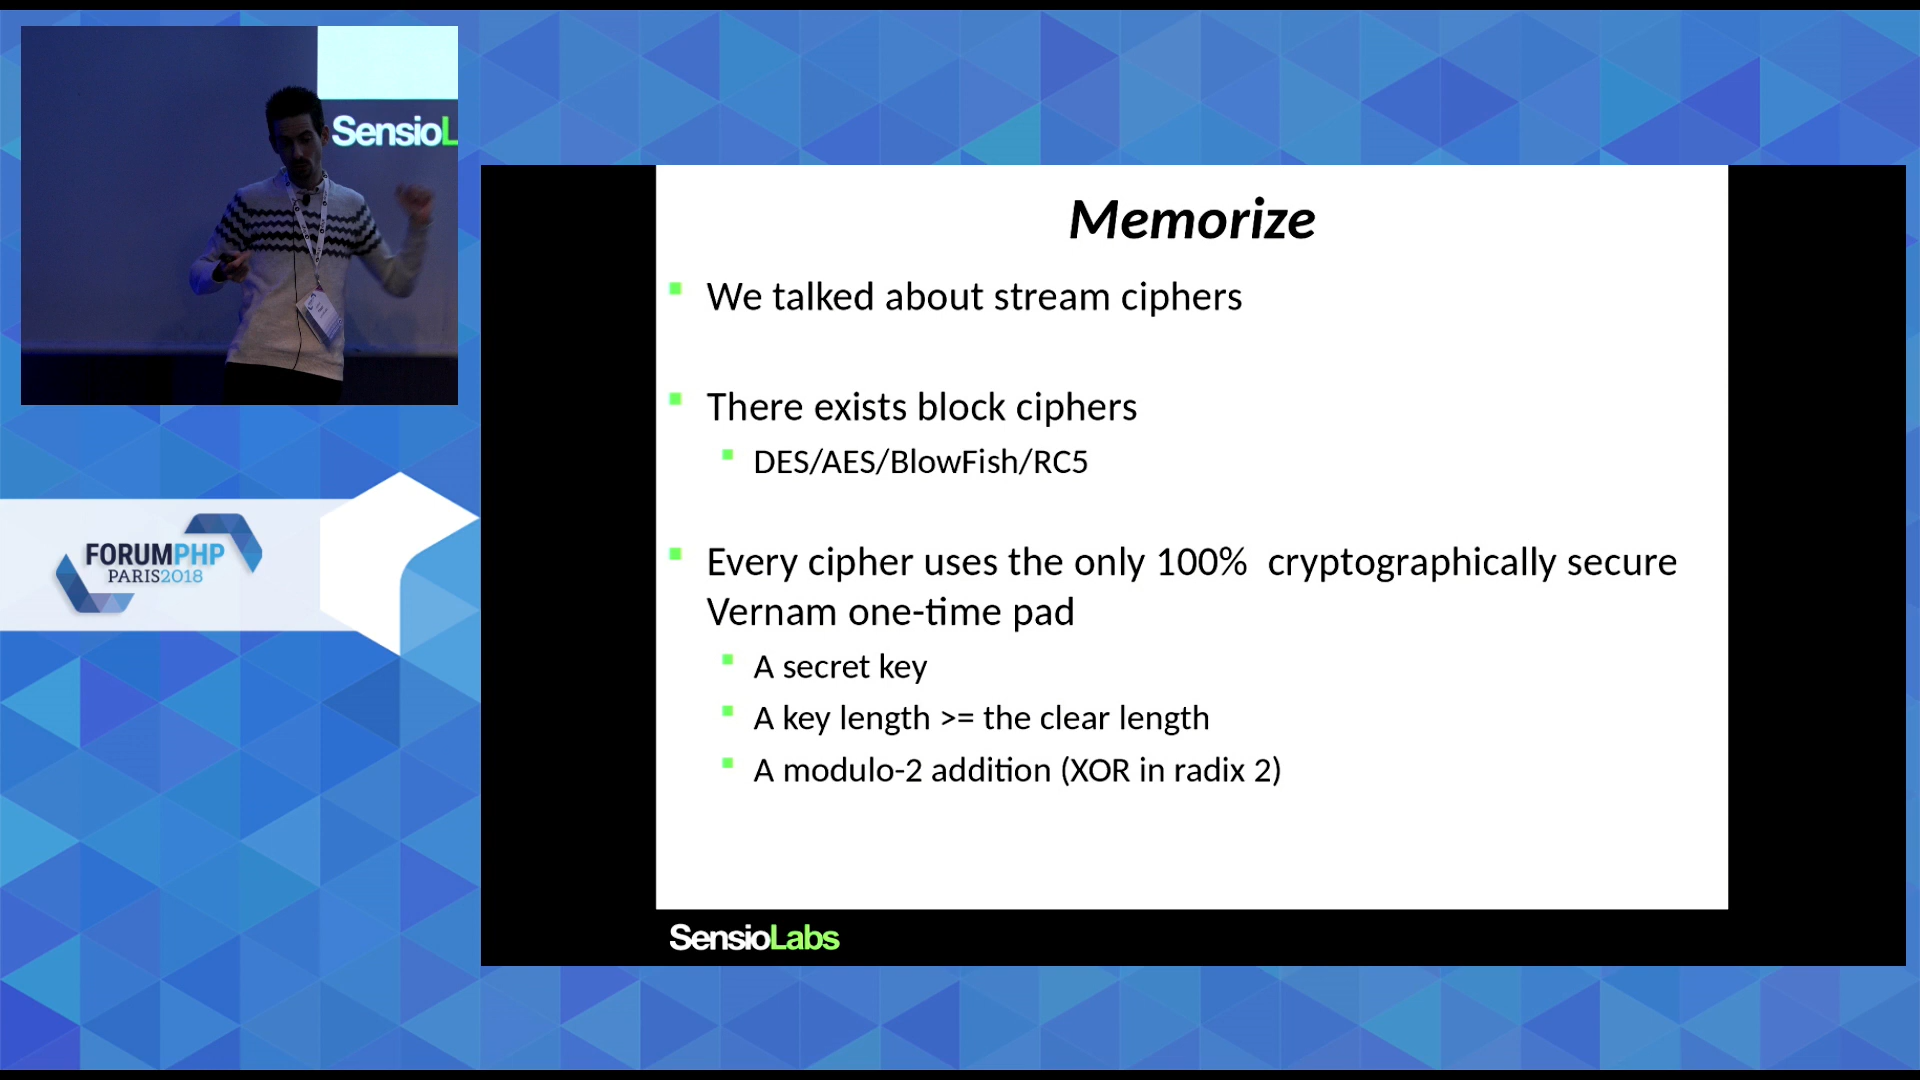 SensioL
FORUMPHP
PARIS2018
Memorize
We talked about stream ciphers
There exists block ciphers
DES/AES/BlowFish/RC5
Every cipher uses the only 100% cryptographically secure
Vernam one-time pad
A secret key
A key length >= the clear length
A modulo-2 addition (XOR in radix 2)
SensioLabs